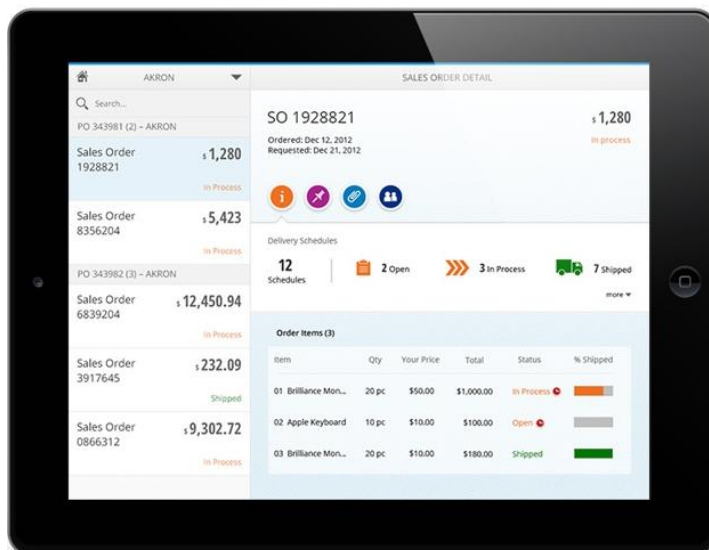 AKRON
SALES ORDER DETAIL
Search...
PO 343981 (2) – AKRON
Sales Order 1928821
$ 1,280
In Process
Sales Order 8356204
$ 5,423
In Process
PO 343982 (3) – AKRON
Sales Order 6839204
$ 12,450.94
In Process
Sales Order 3917645
$ 232.09
Shipped
Sales Order 0866312
$ 9,302.72
In Process
SO 1928821
$ 1,280
In process
Ordered: Dec 12, 2012
Requested: Dec 21, 2012
i
Delivery Schedules
12 Schedules
2 Open
3 In Process
7 Shipped
more
Order Items (3)
Item Qty Your Price Total Status % Shipped
01 Brilliance Mon... 20 pc $50.00 $1,000.00 In Process
02 Apple Keyboard 10 pc $10.00 $100.00 Open
03 Brilliance Mon... 20 pc $10.00 $180.00 Shipped